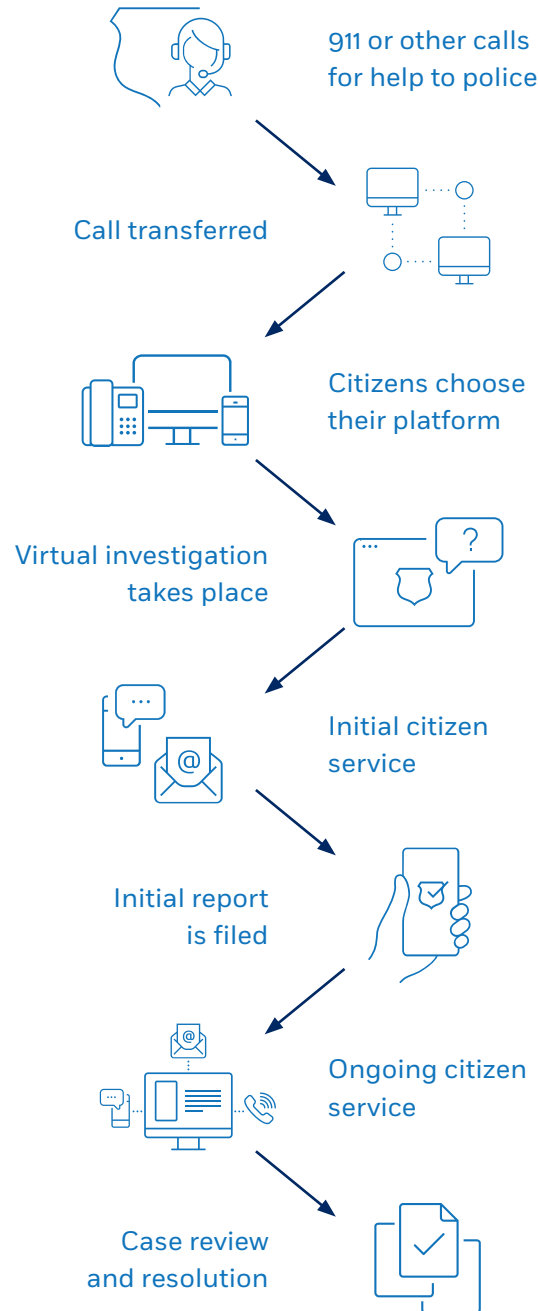 911 or other calls
for help to police
Call transferred
Citizens choose
their platform
?
Virtual investigation
takes place
@
Initial citizen
service
Initial report
is filed
@
Ongoing citizen
service
Case review
and resolution